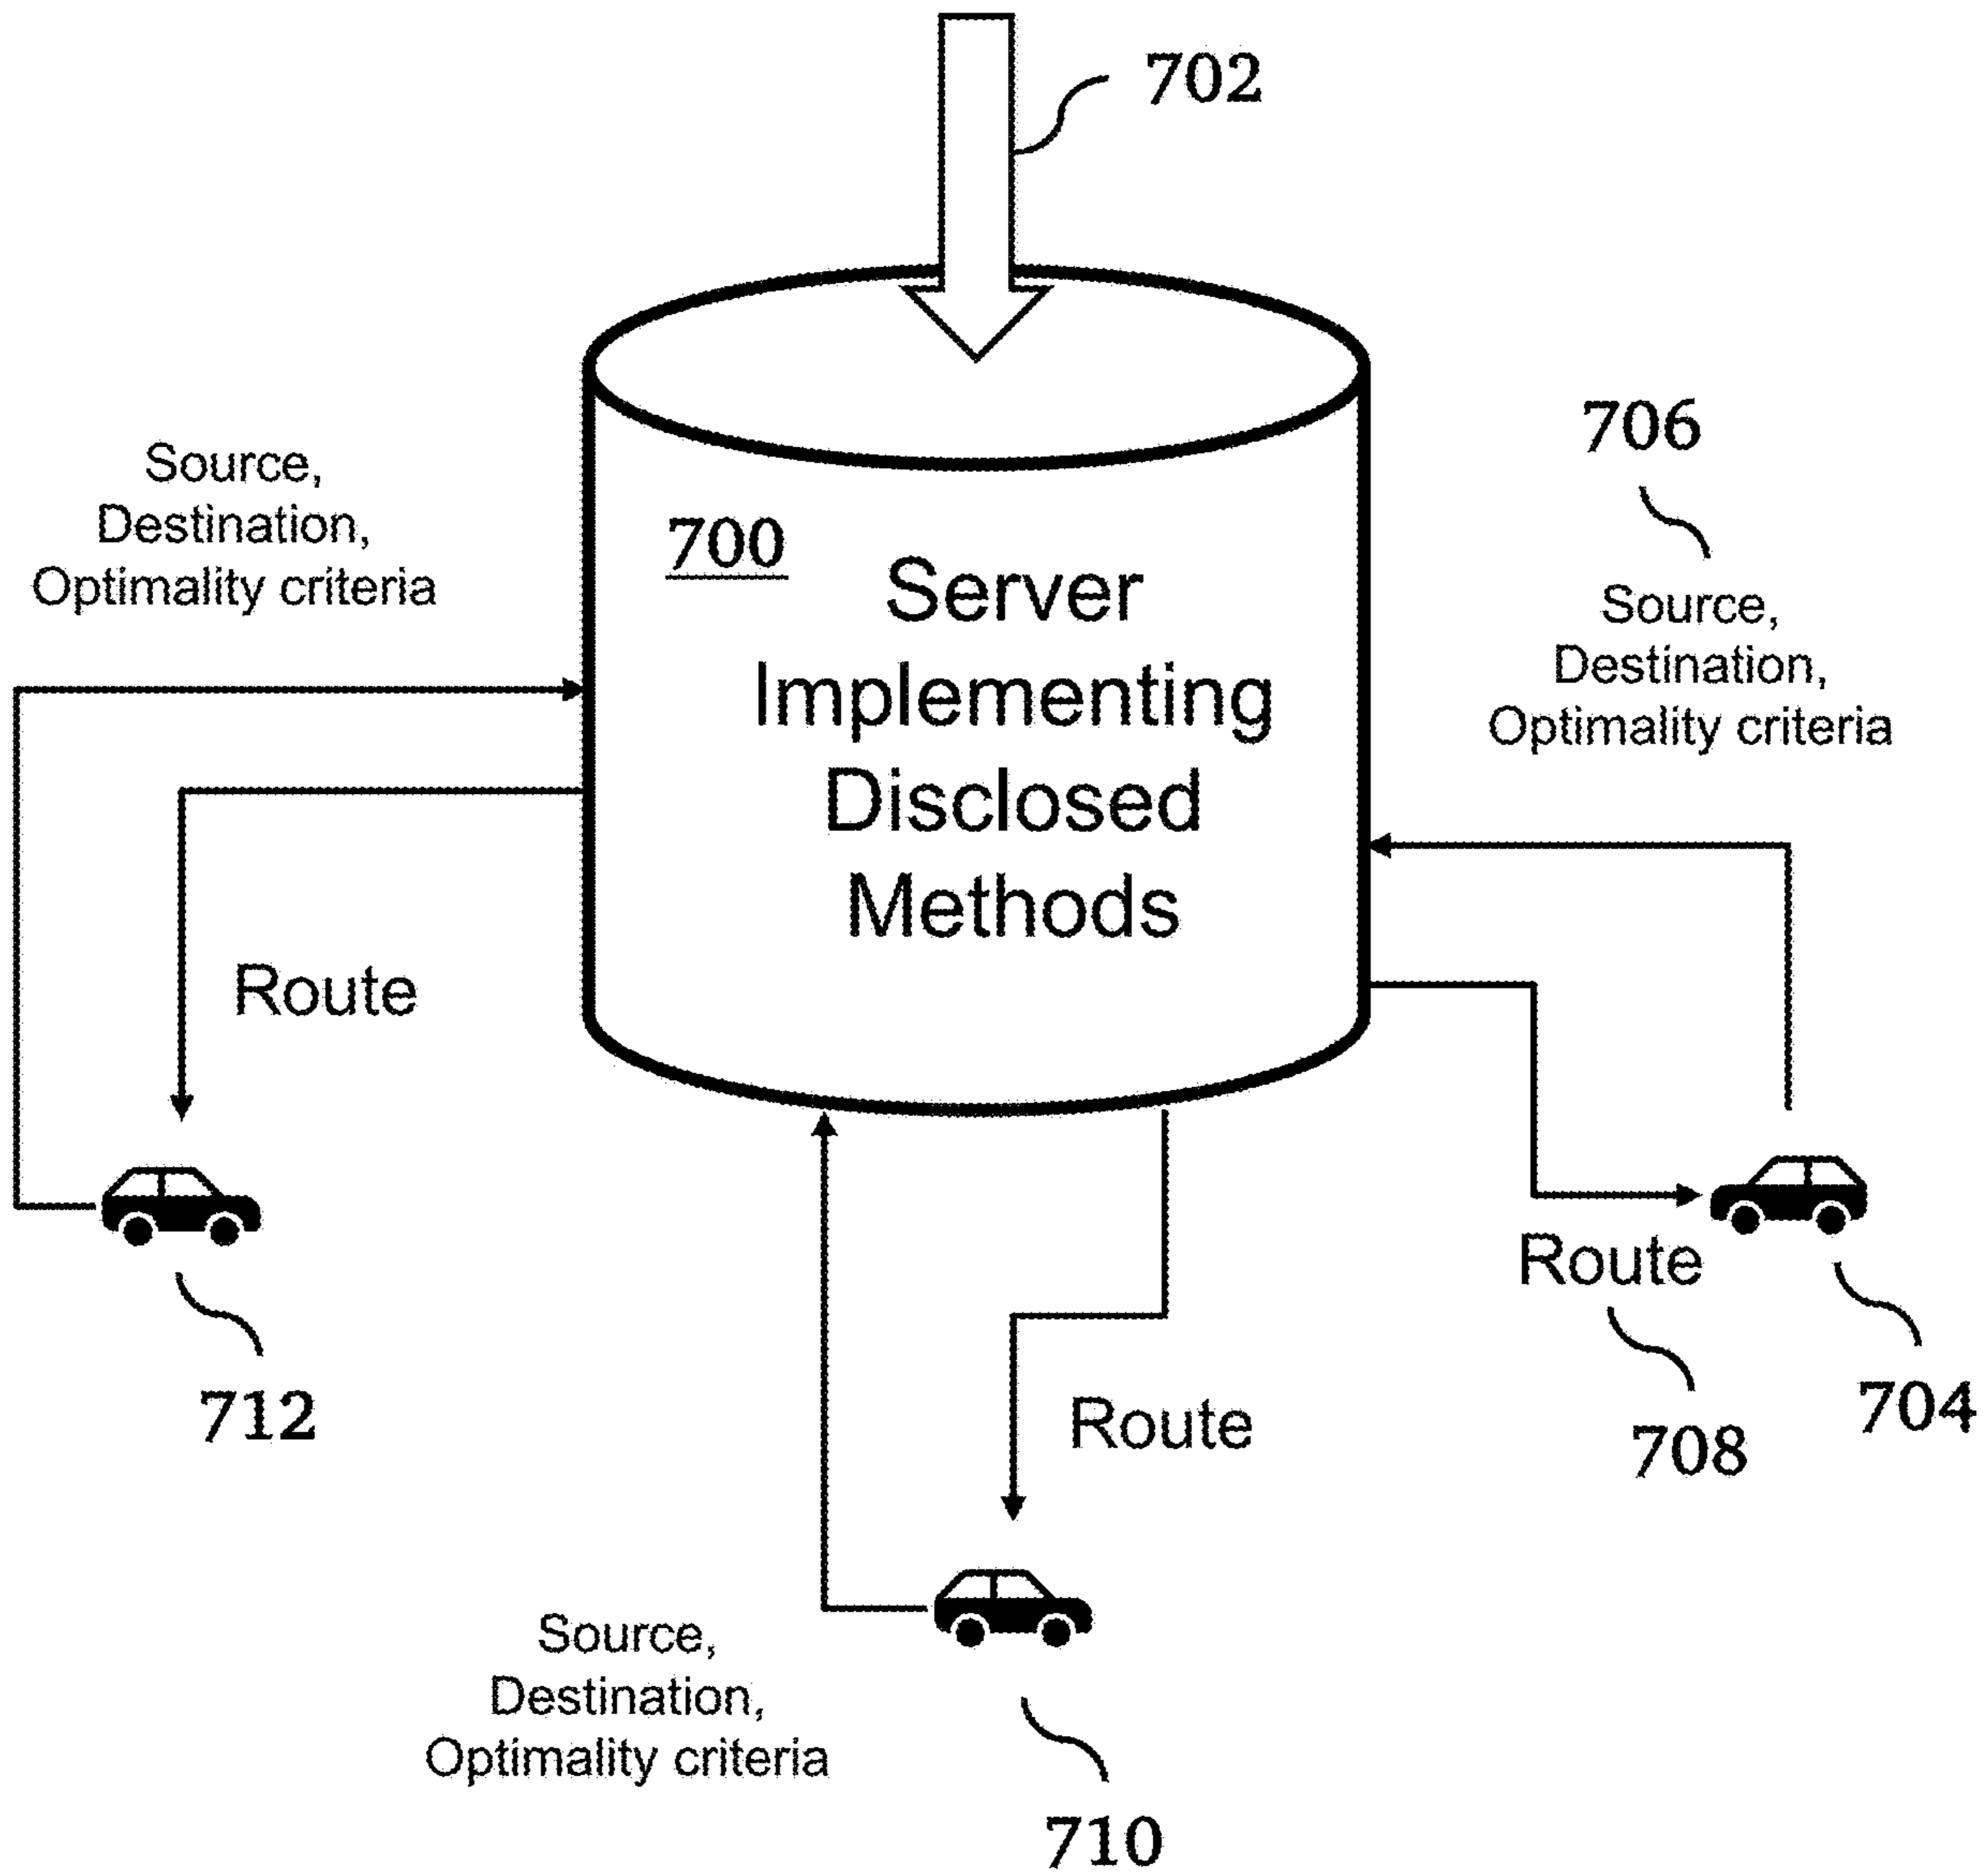 702
706
Source,
Destination,
Optimality criteria
700
Server
Implementing
Disclosed
Methods
Source,
Destination,
Optimality criteria
Route
Route
712
704
708
Route
Source,
Destination,
Optimality criteria
710